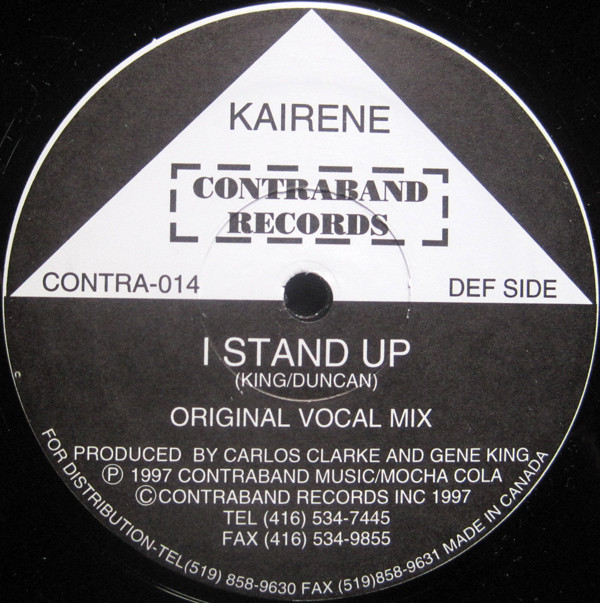 KAIRENE
CONTRABAND
RECORDS
CONTRA-014
DEF SIDE
I STAND UP
(KING/DUNCAN)
ORIGINAL VOCAL MIX
PRODUCED BY CARLOS CLARKE AND GENE KING
Ⓟ 1997 CONTRABAND MUSIC/MOCHA COLA
©CONTRABAND RECORDS INC 1997
TEL (416) 534-7445
FAX (416) 534-9855
FOR DISTRIBUTION-TEL(519) 858-9630 FAX (519)858-9631 MADE IN CANADA
c